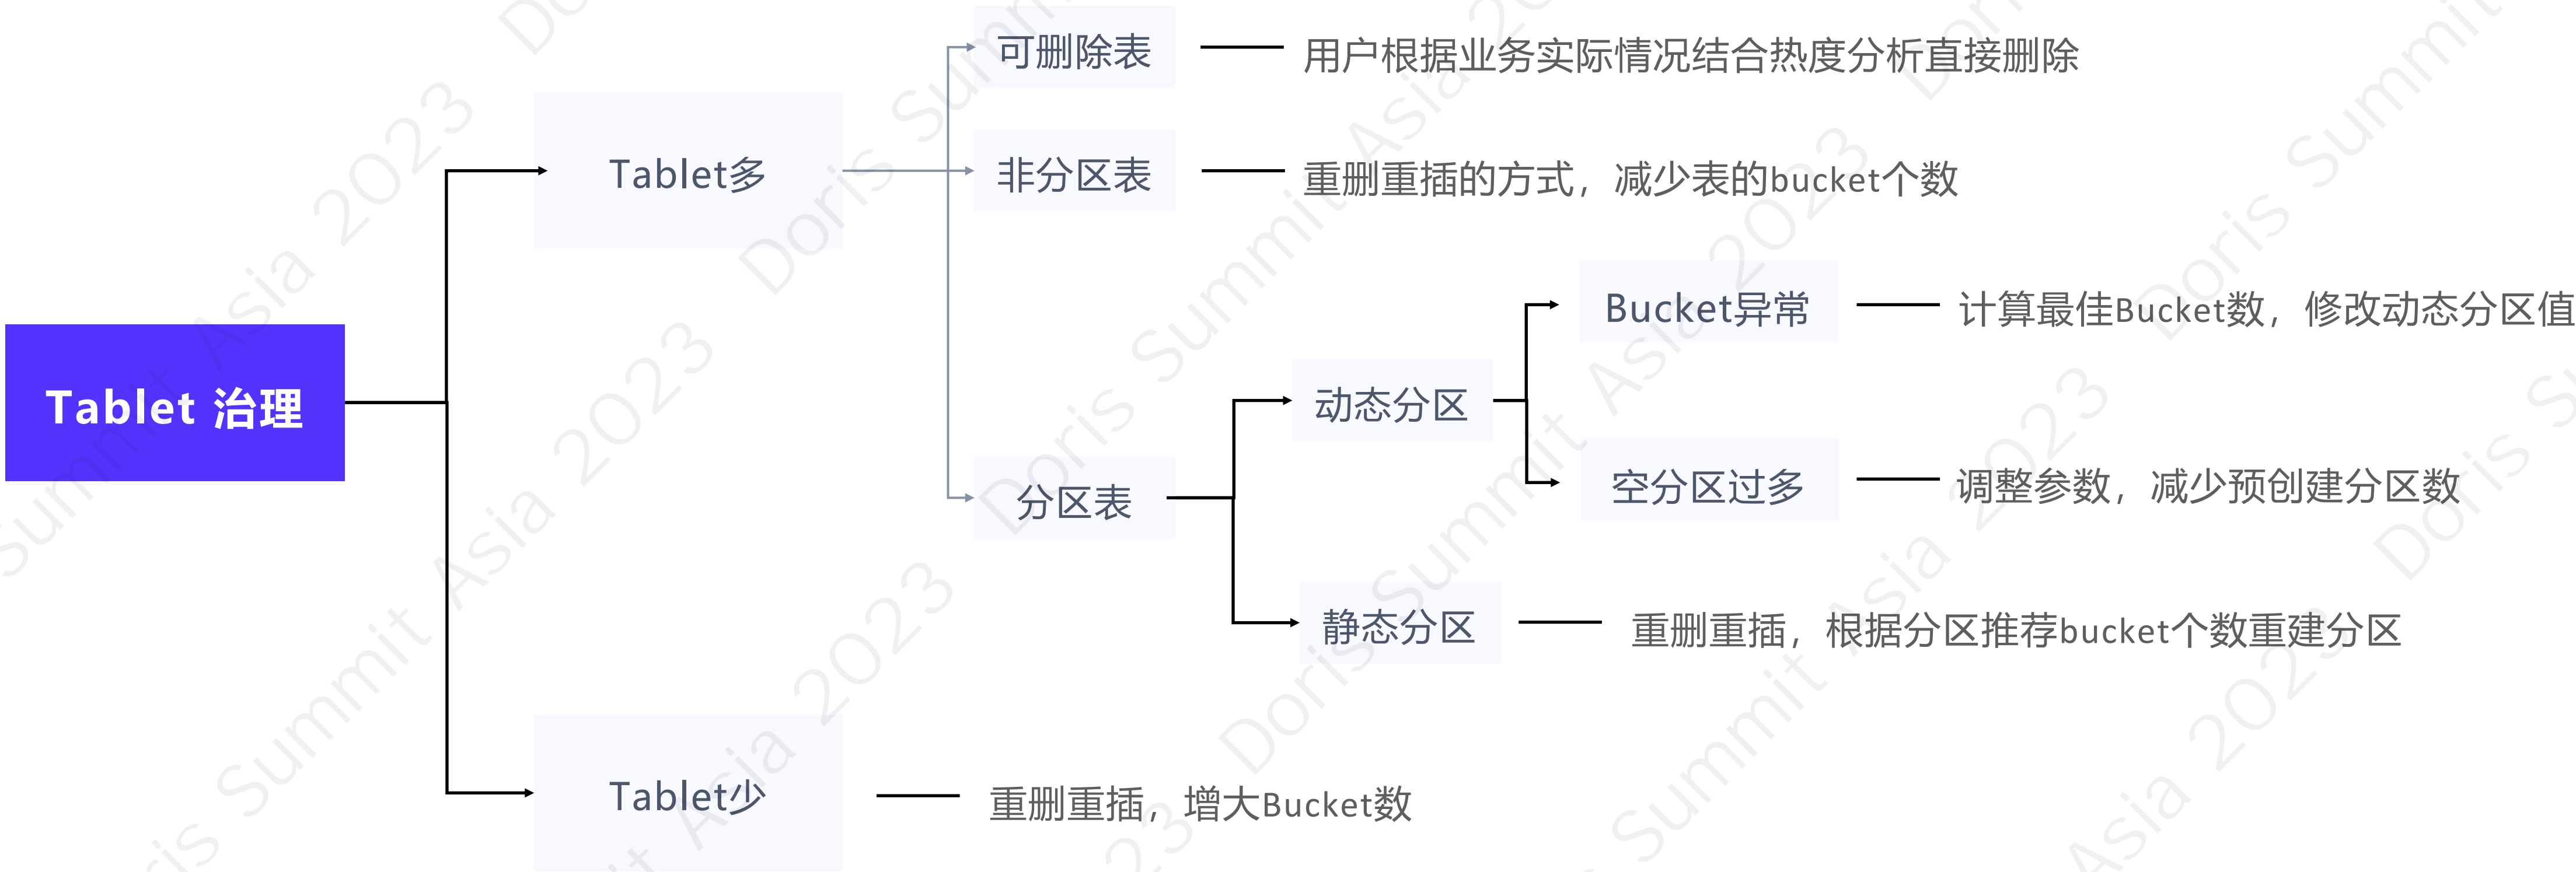 可删除表
用户根据业务实际情况结合热度分析直接删除
Tablet多
非分区表
重删重插的方式，减少表的bucket个数
Bucket异常
计算最佳Bucket数，修改动态分区值
Tablet 治理
动态分区
空分区过多
调整参数，减少预创建分区数
分区表
静态分区
重删重插，根据分区推荐bucket个数重建分区
Tablet少
重删重插，增大Bucket数
Doris Summit Asia 2023